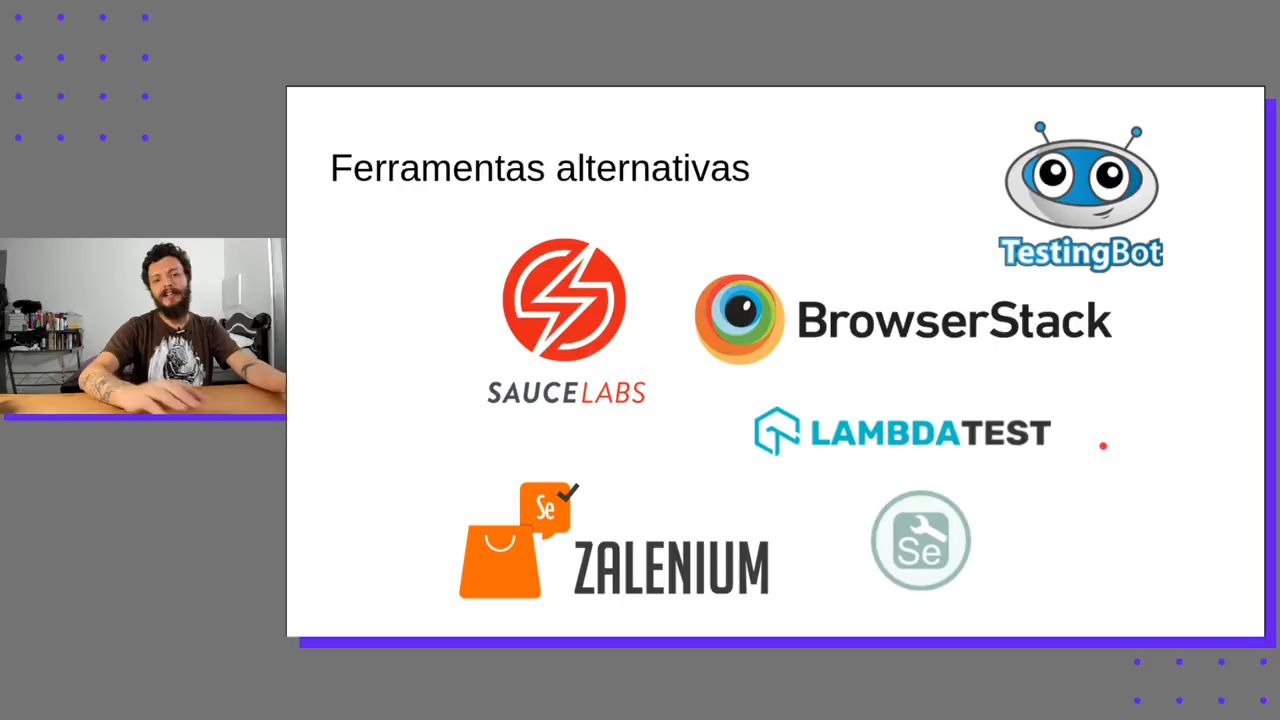 Ferramentas alternativas
TestingBot
BrowserStack
SAUCELABS
LAMBDATEST
Se
ZALENIUM
Se